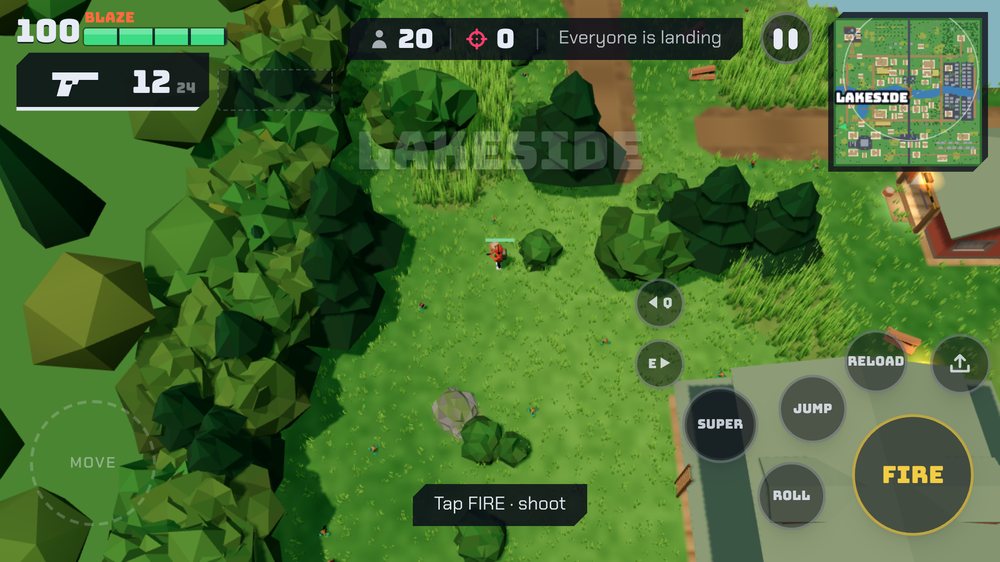 100 BLAZE
12 24
20 0 Everyone is landing
LAKESIDE
LAKESIDE
Q
E
MOVE
RELOAD
JUMP
SUPER
FIRE
ROLL
Tap FIRE · shoot